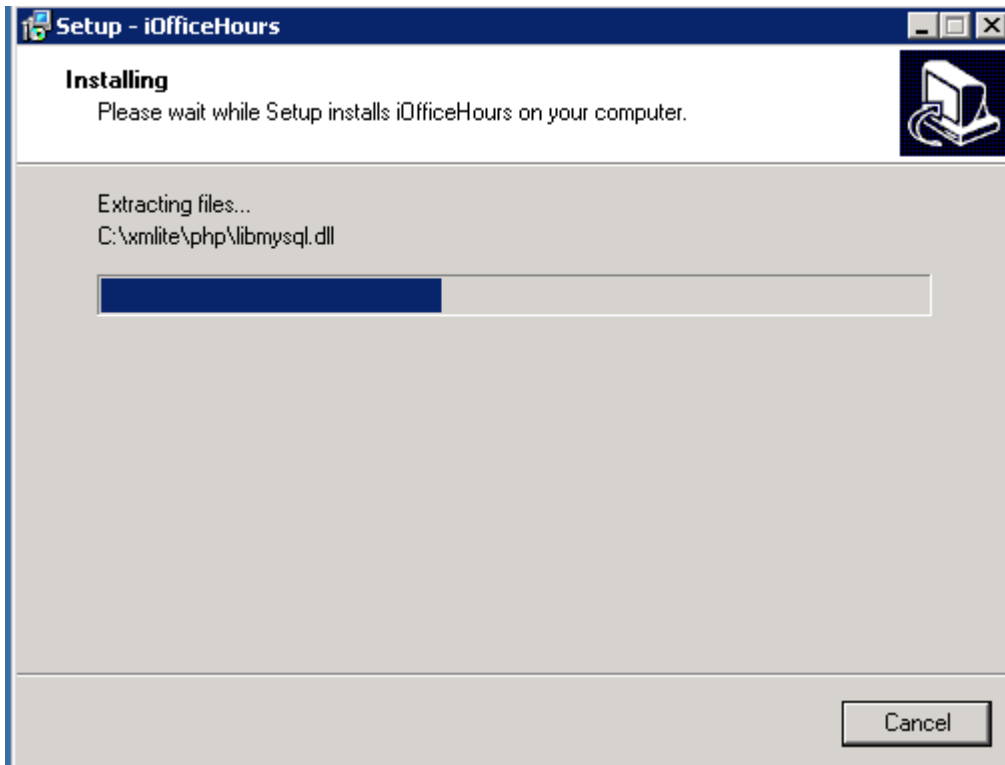 Setup - iOfficeHours
Installing
Please wait while Setup installs iOfficeHours on your computer.
Extracting files...
C:\xmlite\php\libmysql.dll
Cancel